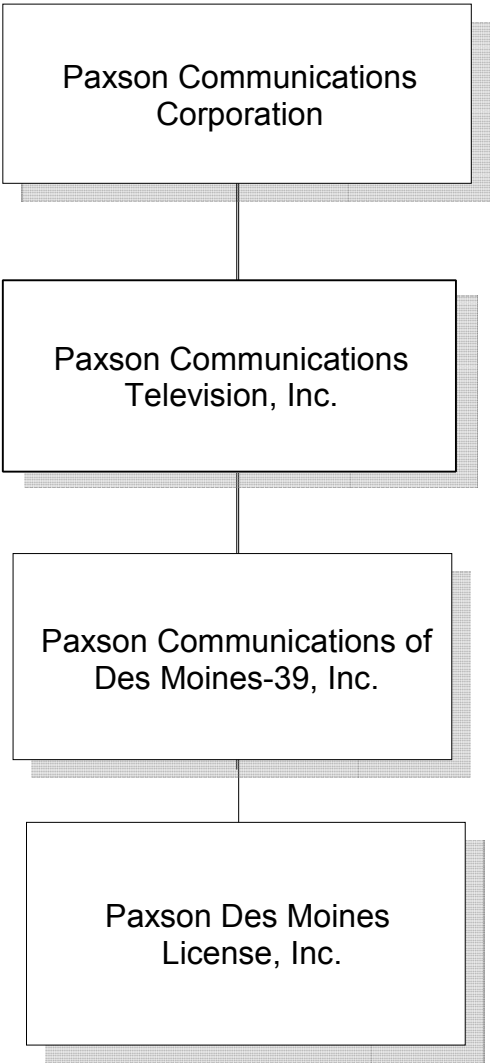 Paxson Communications
Corporation
Paxson Communications
Television, Inc.
Paxson Communications of
Des Moines-39, Inc.
Paxson Des Moines
License, Inc.